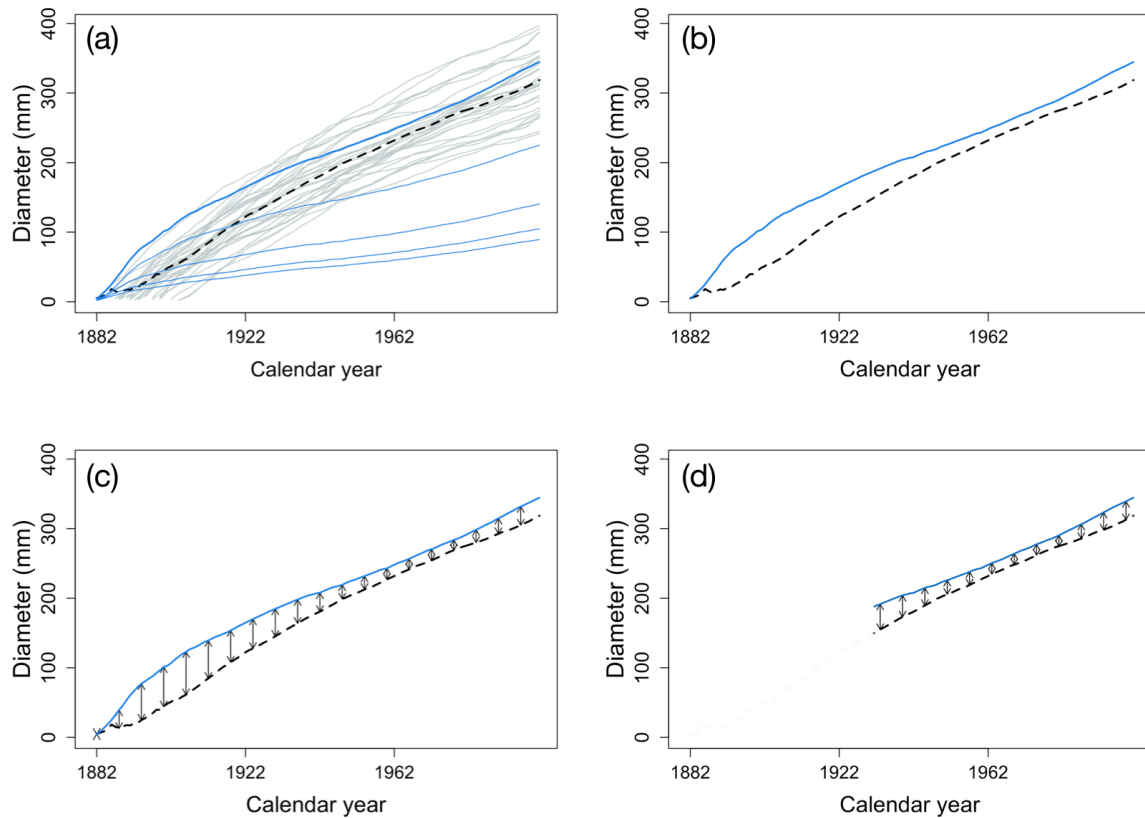 (a)
Diameter (mm)
400
300
200
100
0
1882
1922
1962
Calendar year
(b)
Diameter (mm)
400
300
200
100
0
1882
1922
1962
Calendar year
(c)
Diameter (mm)
400
300
200
100
0
1882
1922
1962
Calendar year
(d)
Diameter (mm)
400
300
200
100
0
1882
1922
1962
Calendar year